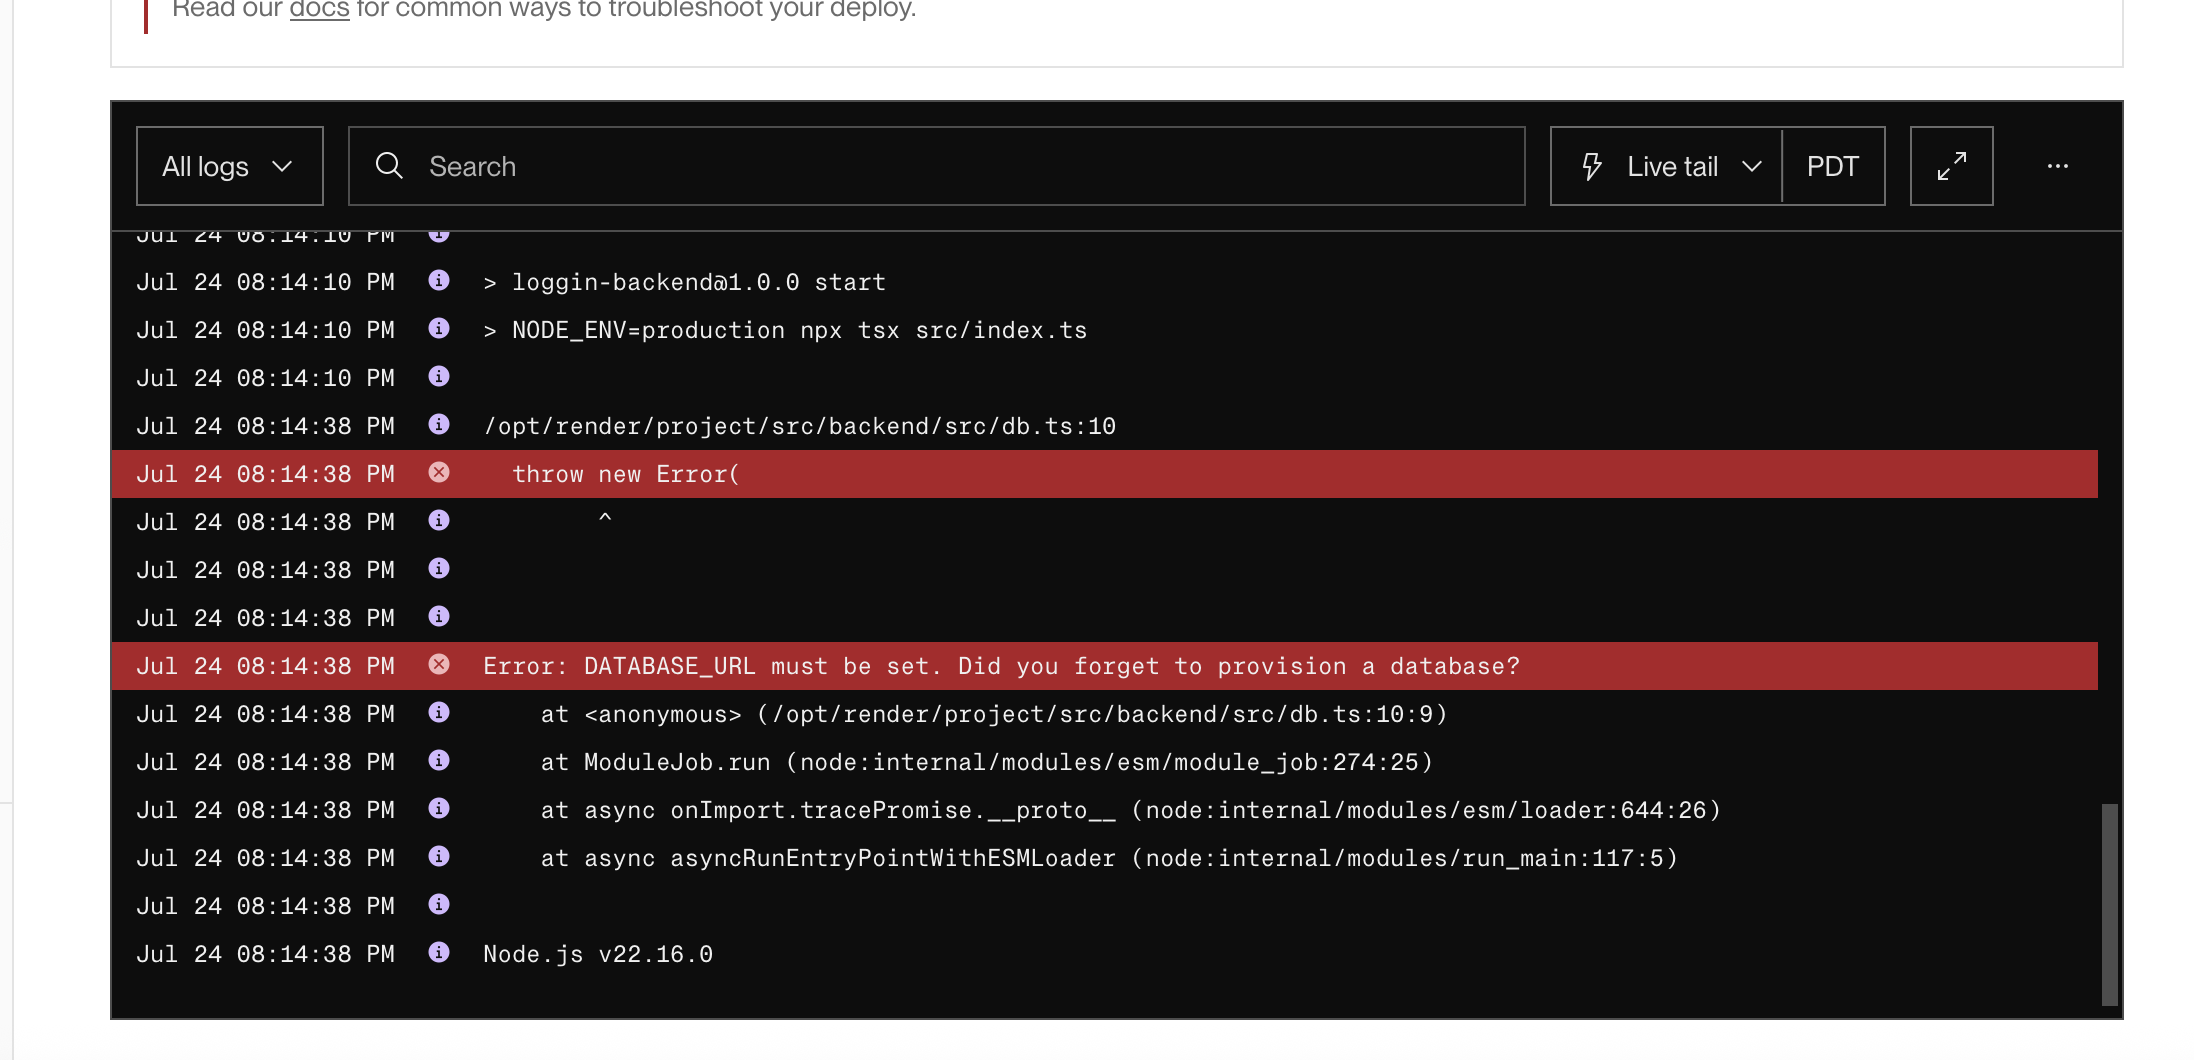 Read our docs for common ways to troubleshoot your deploy.
All logs
Search
Live tail
PDT
Jul 24 08:14:10 PM
Jul 24 08:14:10 PM > loggin-backend@1.0.0 start
Jul 24 08:14:10 PM > NODE_ENV=production npx tsx src/index.ts
Jul 24 08:14:10 PM
Jul 24 08:14:38 PM /opt/render/project/src/backend/src/db.ts:10
Jul 24 08:14:38 PM throw new Error(
Jul 24 08:14:38 PM ^
Jul 24 08:14:38 PM
Jul 24 08:14:38 PM
Jul 24 08:14:38 PM Error: DATABASE_URL must be set. Did you forget to provision a database?
Jul 24 08:14:38 PM at <anonymous> (/opt/render/project/src/backend/src/db.ts:10:9)
Jul 24 08:14:38 PM at ModuleJob.run (node:internal/modules/esm/module_job:274:25)
Jul 24 08:14:38 PM at async onImport.tracePromise.__proto__ (node:internal/modules/esm/loader:644:26)
Jul 24 08:14:38 PM at async asyncRunEntryPointWithESMLoader (node:internal/modules/run_main:117:5)
Jul 24 08:14:38 PM
Jul 24 08:14:38 PM Node.js v22.16.0